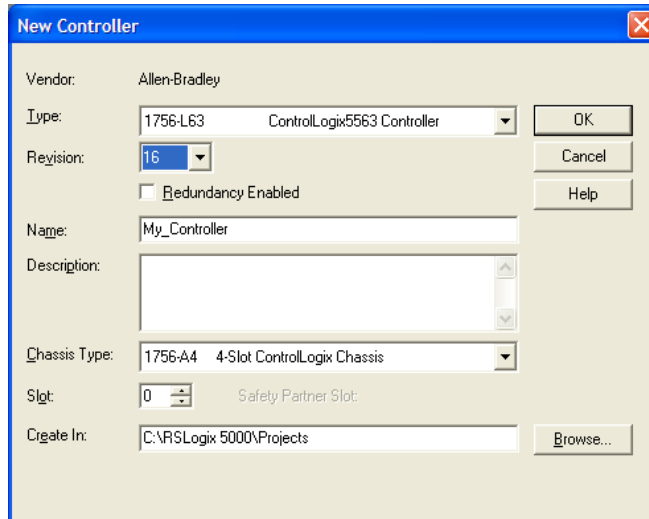 New Controller
Vendor: Allen-Bradley
Type: 1756-L63 ControlLogix5563 Controller OK
Revision: 16 Cancel
Redundancy Enabled Help
Name: My_Controller
Description:
Chassis Type: 1756-A4 4-Slot ControlLogix Chassis
Slot: 0 Safety Partner Slot:
Create In: C:\RSLogix 5000\Projects Browse...